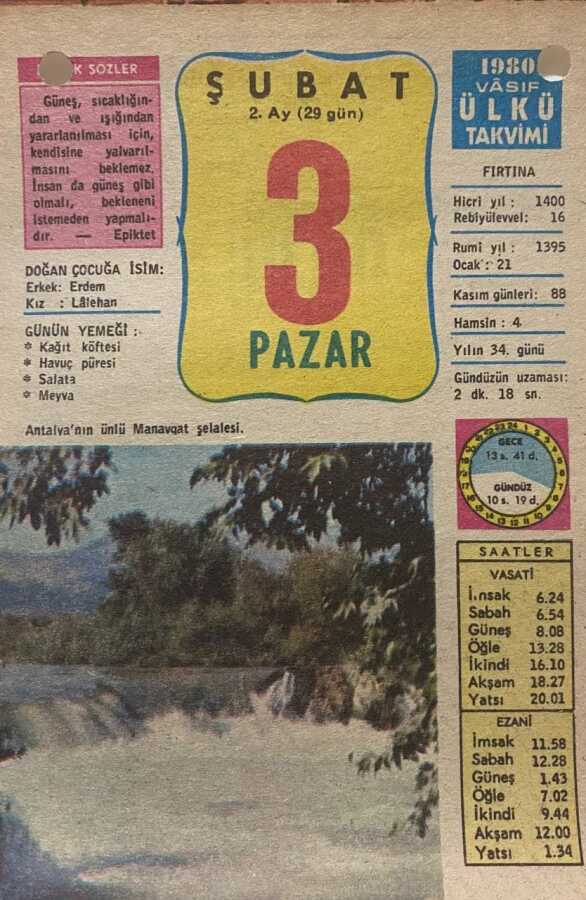 K SÖZLER
Güneş, sıcaklığın-
dan ve ışığından
yararlanılması için,
kendisine yalvarıl-
masını beklemez.
İnsan da güneş gibi
olmalı, bekleneni
istemeden yapmalı-
dır. — Epiktet
DOĞAN ÇOCUĞA İSİM:
Erkek: Erdem
Kız : Lâlehan
GÜNÜN YEMEĞİ :
* Kağıt köftesi
* Havuç püresi
* Salata
* Meyva
ŞUBAT
2. Ay (29 gün)
3
PAZAR
1980
VÂSIF
ÜLKÜ
TAKVİMİ
FIRTINA
Hicri yıl : 1400
Rebiyülevvel: 16
Rumi yıl : 1395
Ocak : 21
Kasım günleri: 88
Hamsin : 4
Yılın 34. günü
Gündüzün uzaması:
2 dk. 18 sn.
Antalya'nın ünlü Manavgat şelalesi.
GECE
13 s. 41 d.
GÜNDÜZ
10 s. 19 d.
SAATLER
VASATİ
İmsak 6.24
Sabah 6.54
Güneş 8.08
Öğle 13.28
İkindi 16.10
Akşam 18.27
Yatsı 20.01
EZANİ
İmsak 11.58
Sabah 12.28
Güneş 1.43
Öğle 7.02
İkindi 9.44
Akşam 12.00
Yatsı 1.34